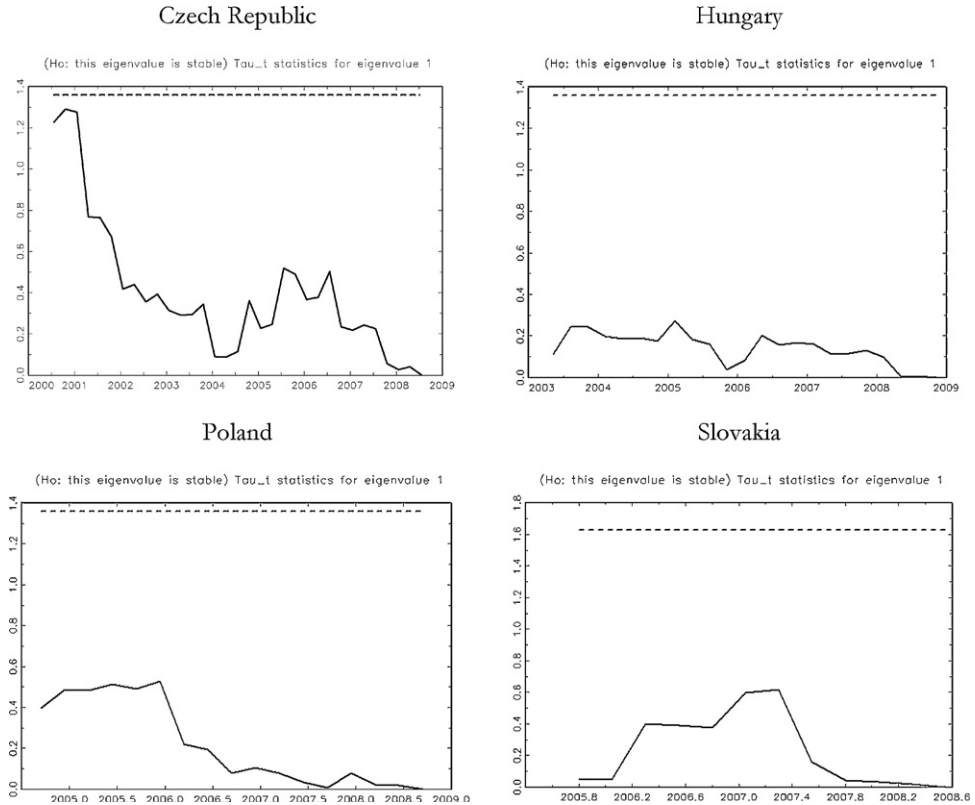 Czech Republic
(Ho: this eigenvalue is stable) Tau_t statistics for eigenvalue 1
1.4
1.2
1.0
0.8
0.6
0.4
0.2
0.0
2000 2001 2002 2003 2004 2005 2006 2007 2008 2009
Hungary
(Ho: this eigenvalue is stable) Tau_t statistics for eigenvalue 1
1.4
1.2
1.0
0.8
0.6
0.4
0.2
0.0
2003 2004 2005 2006 2007 2008 2009
Poland
(Ho: this eigenvalue is stable) Tau_t statistics for eigenvalue 1
1.4
1.2
1.0
0.8
0.6
0.4
0.2
0.0
2005.0 2005.5 2006.0 2006.5 2007.0 2007.5 2008.0 2008.5 2009.0
Slovakia
(Ho: this eigenvalue is stable) Tau_t statistics for eigenvalue 1
1.8
1.6
1.4
1.2
1.0
0.8
0.6
0.4
0.2
0.0
2005.8 2006.2 2006.6 2007.0 2007.4 2007.8 2008.2 2008.6